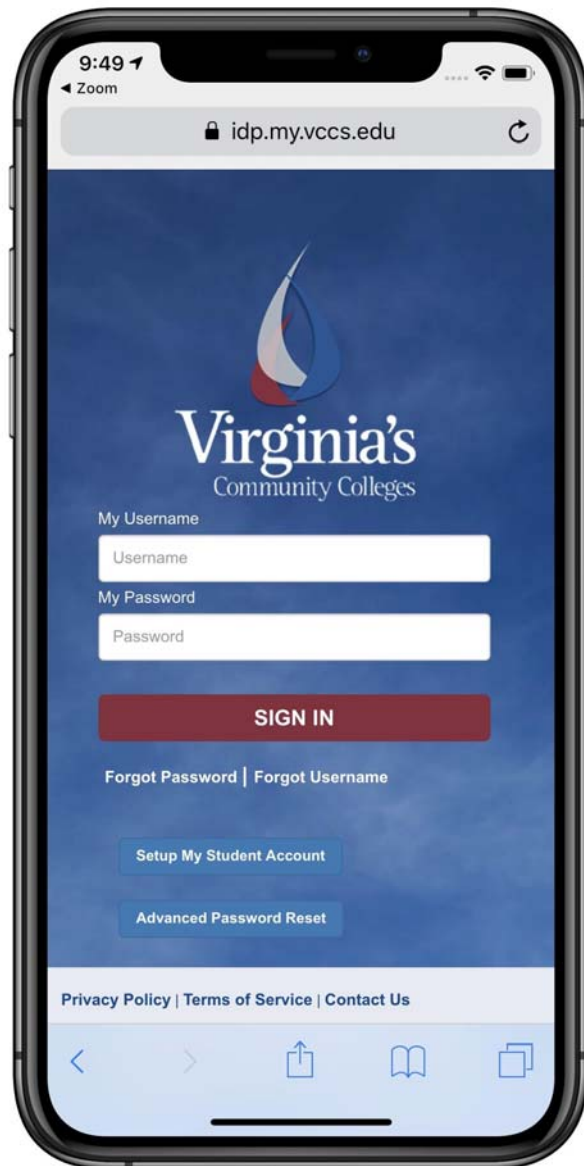 9:49
Zoom
idp.my.vccs.edu
Virginia's
Community Colleges
My Username
Username
My Password
Password
SIGN IN
Forgot Password | Forgot Username
Setup My Student Account
Advanced Password Reset
Privacy Policy | Terms of Service | Contact Us